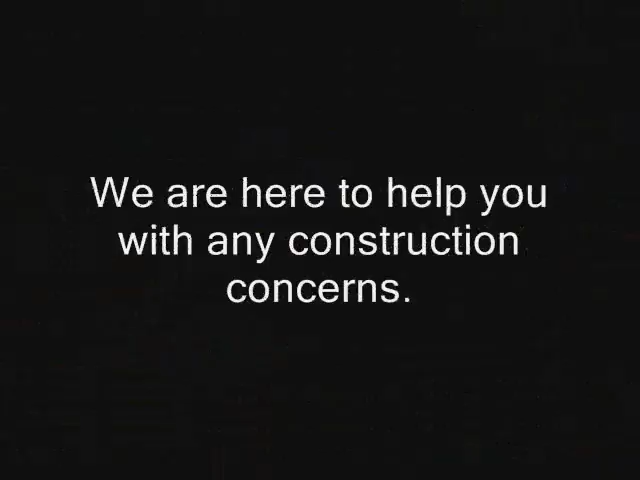 We are here to help you
with any construction
concerns.